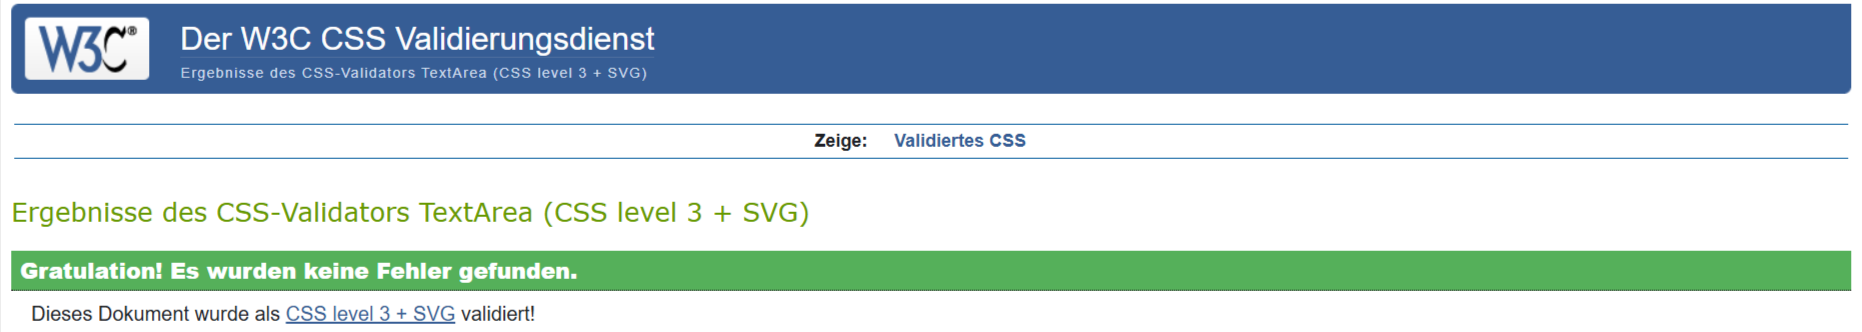 W3C®
Der W3C CSS Validierungsdienst
Ergebnisse des CSS-Validators TextArea (CSS level 3 + SVG)
Zeige: Validiertes CSS
Ergebnisse des CSS-Validators TextArea (CSS level 3 + SVG)
Gratulation! Es wurden keine Fehler gefunden.
Dieses Dokument wurde als CSS level 3 + SVG validiert!